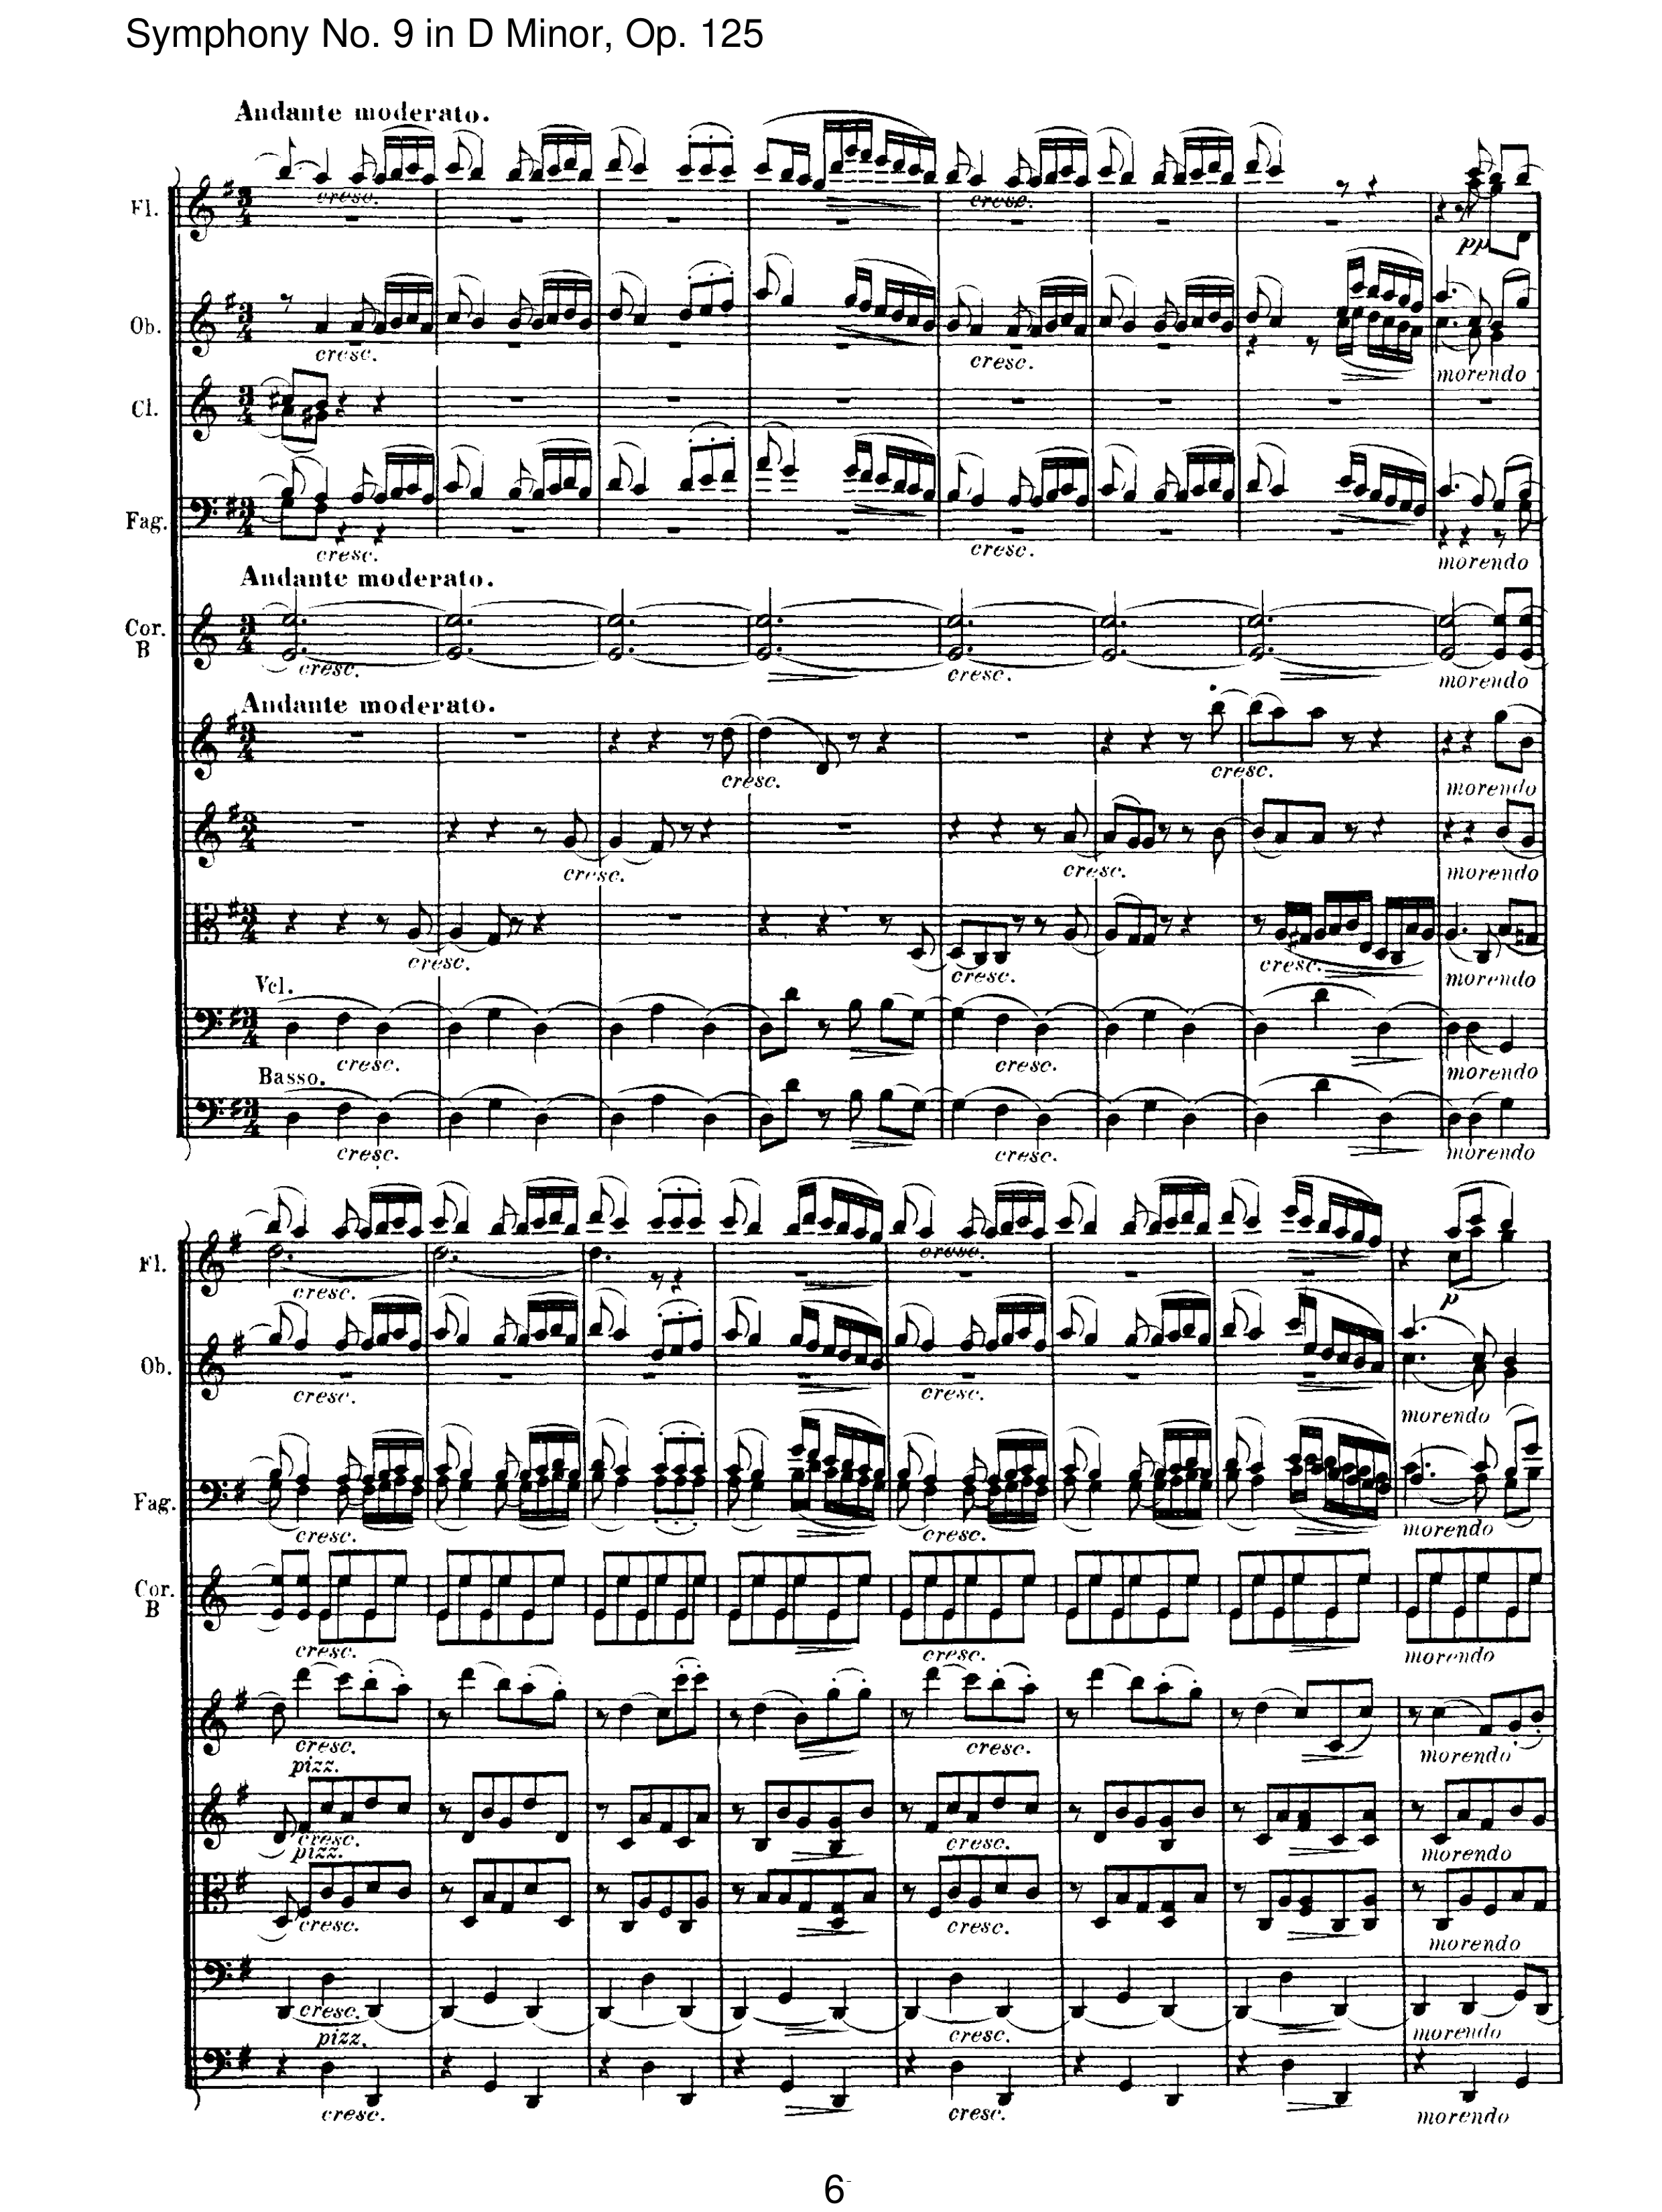 Symphony No. 9 in D Minor, Op. 125
Andante moderato.
cresc.
Fl.
pp
Ob.
cresc. cresc. morendo
Cl.
Fag.
cresc. cresc. morendo
Andante moderato.
Cor. B
cresc. cresc. morendo
Andante moderato.
cresc. cresc. morendo
cresc. cresc. morendo
cresc. cresc. cresc. morendo
Vcl.
cresc. cresc. morendo
Basso.
cresc. cresc. morendo
Fl.
cresc. cresc. p
Ob.
cresc. cresc. morendo
Fag.
cresc. cresc. morendo
Cor. B
cresc. cresc. morendo
cresc. cresc. morendo
pizz.
cresc. cresc. morendo
pizz.
cresc. cresc. morendo
cresc. cresc. morendo
pizz.
cresc. cresc. morendo
6